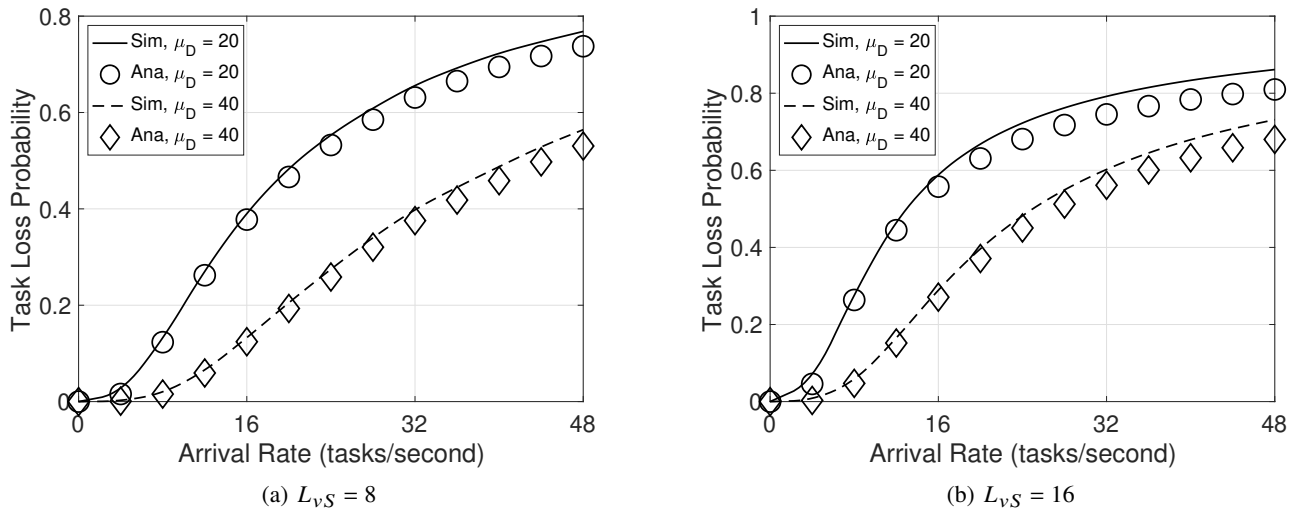 Task Loss Probability
0.8
0.6
0.4
0.2
0
Sim, μD = 20
Ana, μD = 20
Sim, μD = 40
Ana, μD = 40
0 16 32 48
Arrival Rate (tasks/second)
(a) LvS = 8
Task Loss Probability
1
0.8
0.6
0.4
0.2
0
Sim, μD = 20
Ana, μD = 20
Sim, μD = 40
Ana, μD = 40
0 16 32 48
Arrival Rate (tasks/second)
(b) LvS = 16